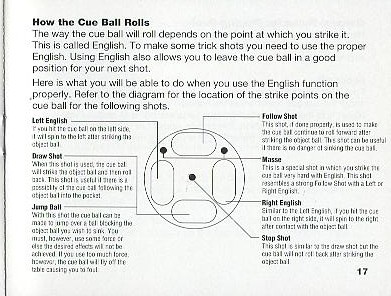 How the Cue Ball Rolls
The way the cue ball will roll depends on the point at which you strike it.
This is called English. To make some trick shots you need to use the proper
English. Using English also allows you to leave the cue ball in a good
position for your next shot.
Here is what you will be able to do when you use the English function
properly. Refer to the diagram for the location of the strike points on the
cue ball for the following shots.
Left English
If you hit the cue ball on the left side,
it will spin to the left after striking the
object ball.
Draw Shot
When this shot is used, the cue ball
will strike the object ball and then roll
back. This shot is useful if there is a
possibility of the cue ball following the
object ball into the pocket.
Jump Ball
With this shot the cue ball can be
made to jump over a ball blocking the
object ball you wish to sink. You
must, however, use some force or
else the desired effects will not be
achieved. If you use too much force,
however, the cue ball will fly off the
table causing you to foul.
Follow Shot
This shot, if done properly, is used to make
the cue ball continue to roll forward after
striking the object ball. This shot can be useful
if there is no danger of sinking the cue ball.
Masse
This is a special shot in which you strike the
cue ball very hard with English. This shot
resembles a strong Follow Shot with a Left or
Right English.
Right English
Similar to the Left English, if you hit the cue
ball on the right side, it will spin to the right
after contact with the object ball.
Stop Shot
This shot is similar to the draw shot but the
cue ball will not roll back after striking the
object ball.
17